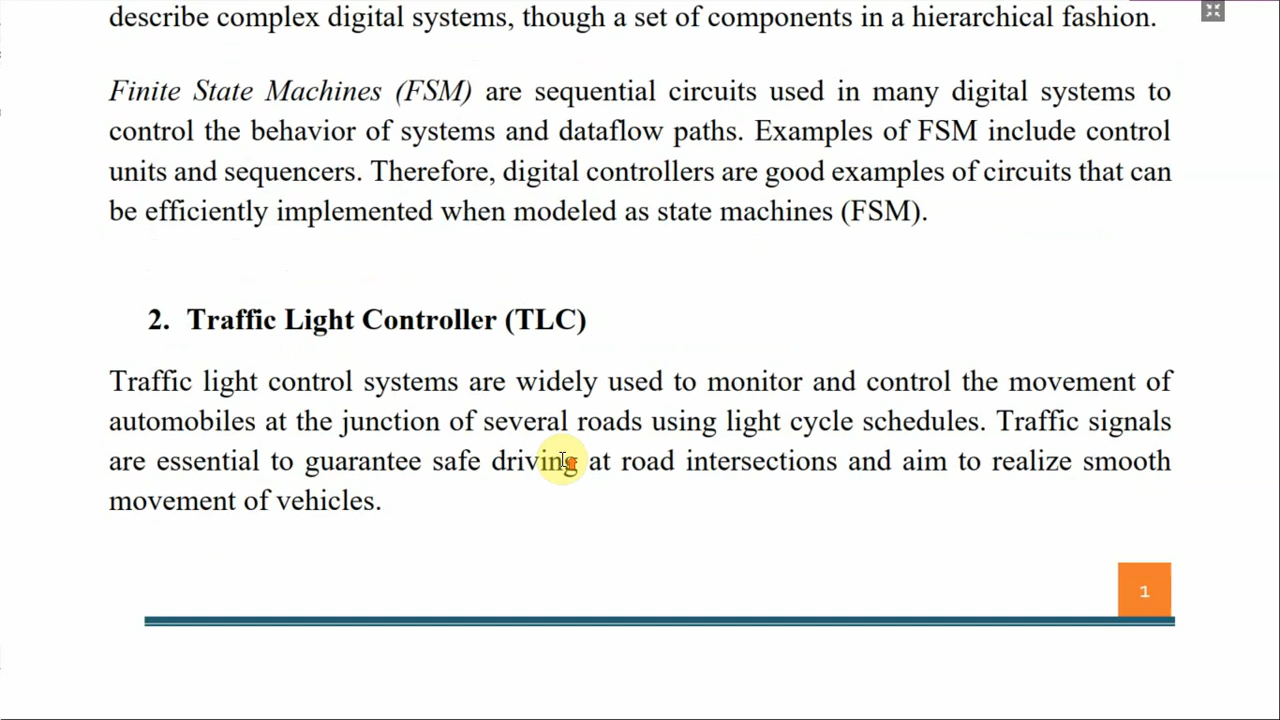 describe complex digital systems, though a set of components in a hierarchical fashion.
Finite State Machines (FSM) are sequential circuits used in many digital systems to
control the behavior of systems and dataflow paths. Examples of FSM include control
units and sequencers. Therefore, digital controllers are good examples of circuits that can
be efficiently implemented when modeled as state machines (FSM).
2. Traffic Light Controller (TLC)
Traffic light control systems are widely used to monitor and control the movement of
automobiles at the junction of several roads using light cycle schedules. Traffic signals
are essential to guarantee safe driving at road intersections and aim to realize smooth
movement of vehicles.
1